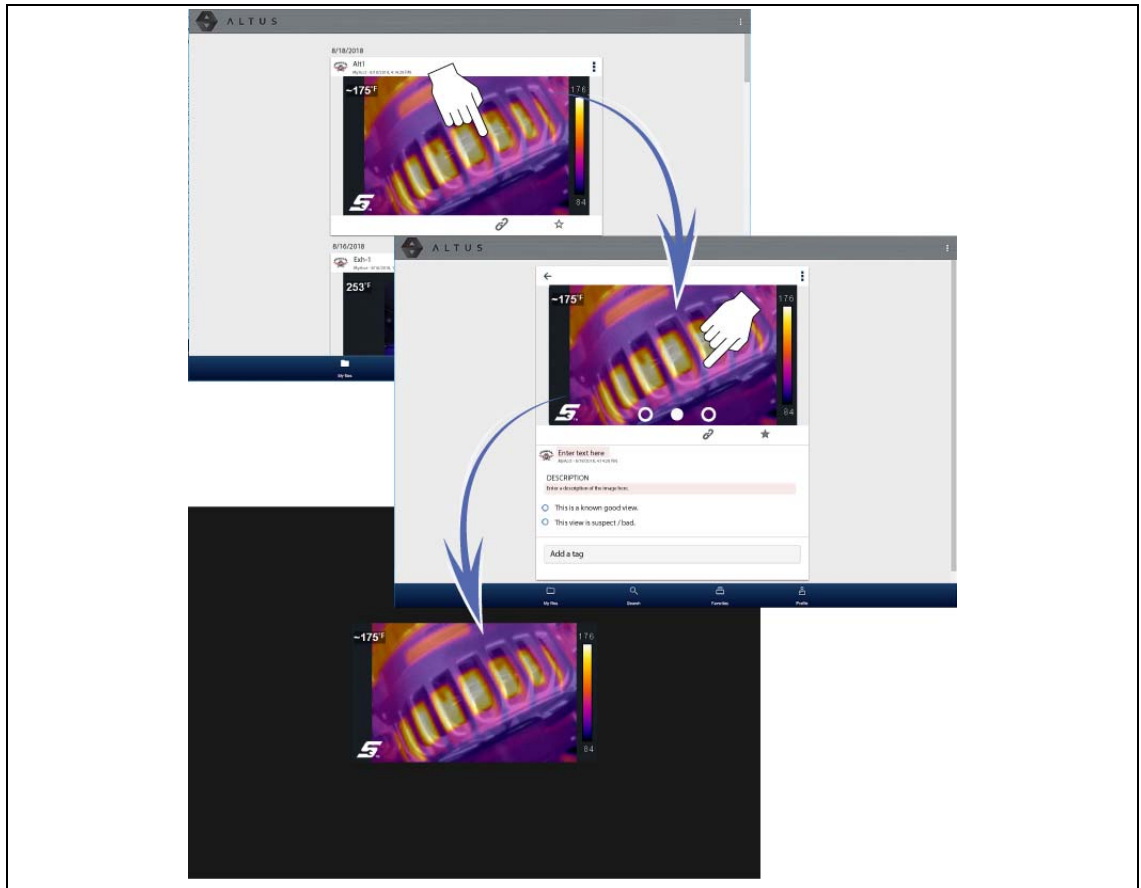 ALTUS
8/18/2018
Alt1
~175°F
176
84
8/16/2018
Exh-1
253°F
My files
ALTUS
~175°F
176
84
Enter text here
DESCRIPTION
Enter a description of the image here.
This is a known good view.
This view is suspect / bad.
Add a tag
My files
Search
Favorites
Profile
~175°F
176
84